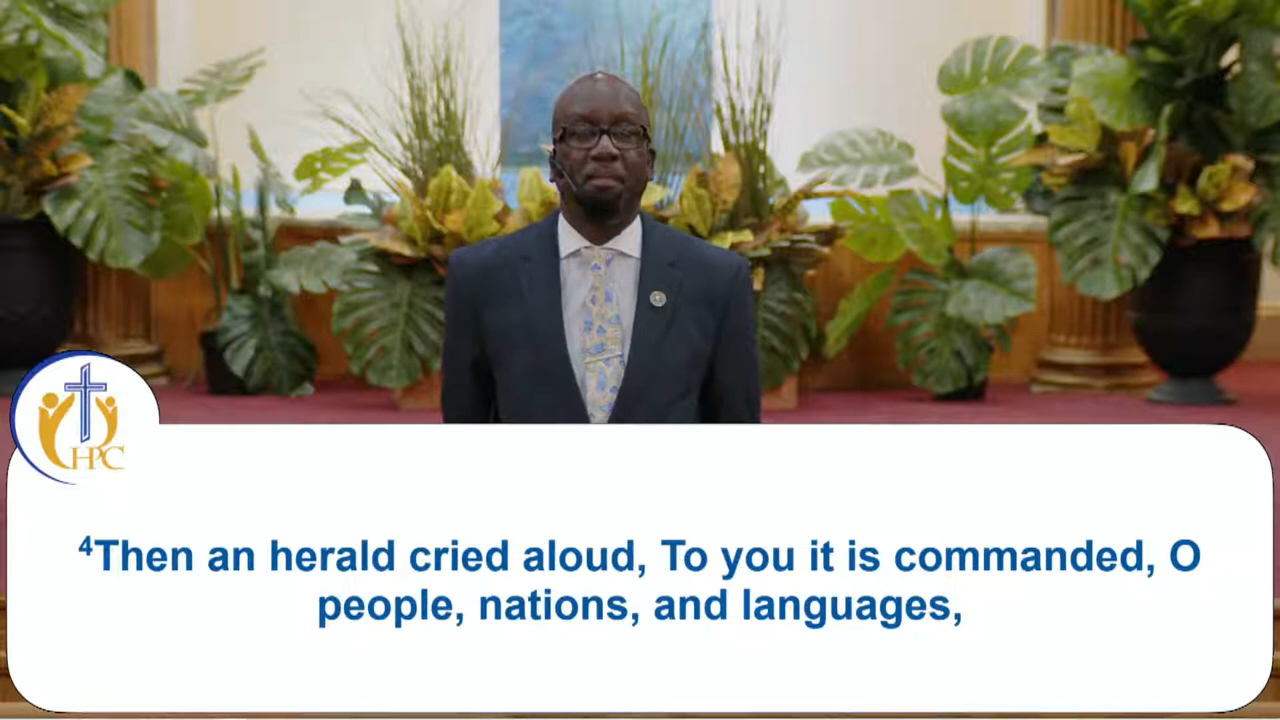 HPC
⁴Then an herald cried aloud, To you it is commanded, O
people, nations, and languages,